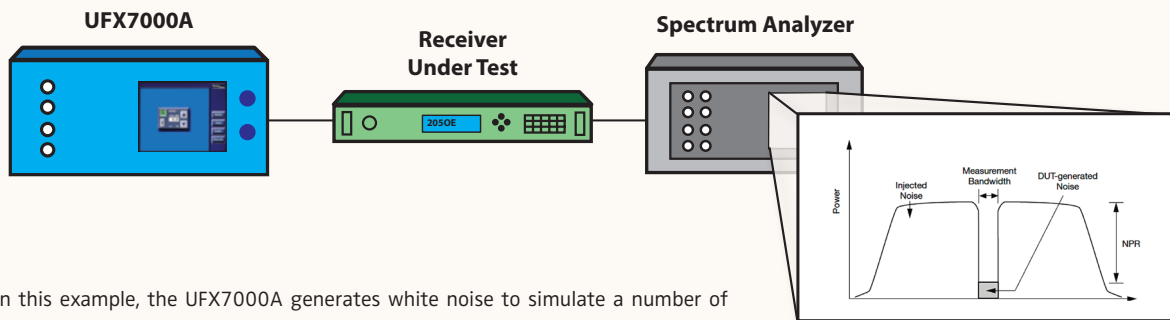 UFX7000A
Receiver
Under Test
Spectrum Analyzer
205OE
Power
Injected
Noise
Measurement
Bandwidth
DUT-generated
Noise
NPR
n this example, the UFX7000A generates white noise to simulate a number of